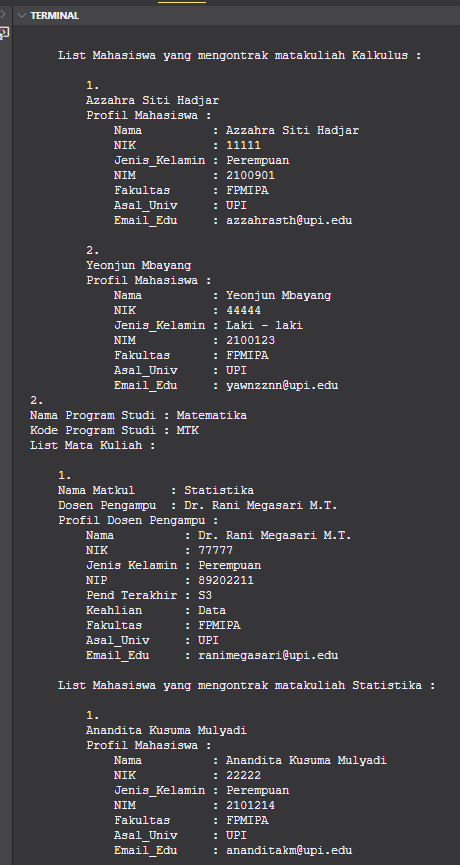 TERMINAL
List Mahasiswa yang mengontrak matakuliah Kalkulus :
1.
Azzahra Siti Hadjar
Profil Mahasiswa :
Nama : Azzahra Siti Hadjar
NIK : 11111
Jenis_Kelamin : Perempuan
NIM : 2100901
Fakultas : FPMIPA
Asal_Univ : UPI
Email_Edu : azzahrasth@upi.edu
2.
Yeonjun Mbayang
Profil Mahasiswa :
Nama : Yeonjun Mbayang
NIK : 44444
Jenis_Kelamin : Laki - laki
NIM : 2100123
Fakultas : FPMIPA
Asal_Univ : UPI
Email_Edu : yawnzznn@upi.edu
2.
Nama Program Studi : Matematika
Kode Program Studi : MTK
List Mata Kuliah :
1.
Nama Matkul : Statistika
Dosen Pengampu : Dr. Rani Megasari M.T.
Profil Dosen Pengampu :
Nama : Dr. Rani Megasari M.T.
NIK : 77777
Jenis Kelamin : Perempuan
NIP : 89202211
Pend Terakhir : S3
Keahlian : Data
Fakultas : FPMIPA
Asal_Univ : UPI
Email_Edu : ranimegasari@upi.edu
List Mahasiswa yang mengontrak matakuliah Statistika :
1.
Anandita Kusuma Mulyadi
Profil Mahasiswa :
Nama : Anandita Kusuma Mulyadi
NIK : 22222
Jenis_Kelamin : Perempuan
NIM : 2101214
Fakultas : FPMIPA
Asal_Univ : UPI
Email_Edu : ananditakm@upi.edu